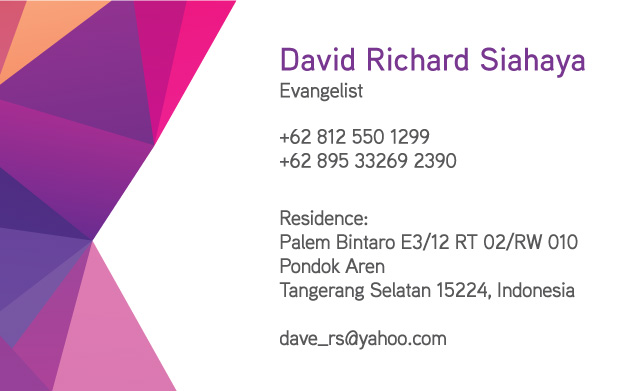 David Richard Siahaya
Evangelist
+62 812 550 1299
+62 895 33269 2390
Residence:
Palem Bintaro E3/12 RT 02/RW 010
Pondok Aren
Tangerang Selatan 15224, Indonesia
dave_rs@yahoo.com